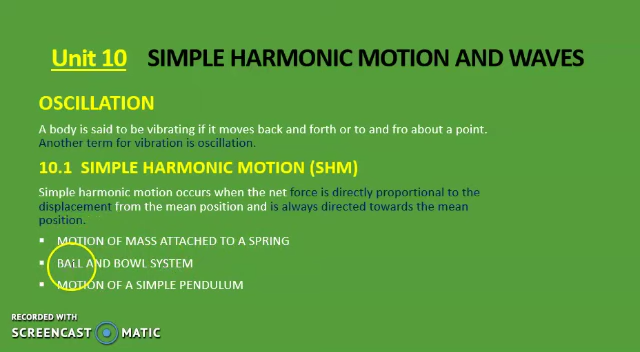 Unit 10 SIMPLE HARMONIC MOTION AND WAVES
OSCILLATION
A body is said to be vibrating if it moves back and forth or to and fro about a point.
Another term for vibration is oscillation.
10.1 SIMPLE HARMONIC MOTION (SHM)
Simple harmonic motion occurs when the net force is directly proportional to the
displacement from the mean position and is always directed towards the mean
position.
▪ MOTION OF MASS ATTACHED TO A SPRING
▪ BALL AND BOWL SYSTEM
▪ MOTION OF A SIMPLE PENDULUM
RECORDED WITH
SCREENCAST MATIC